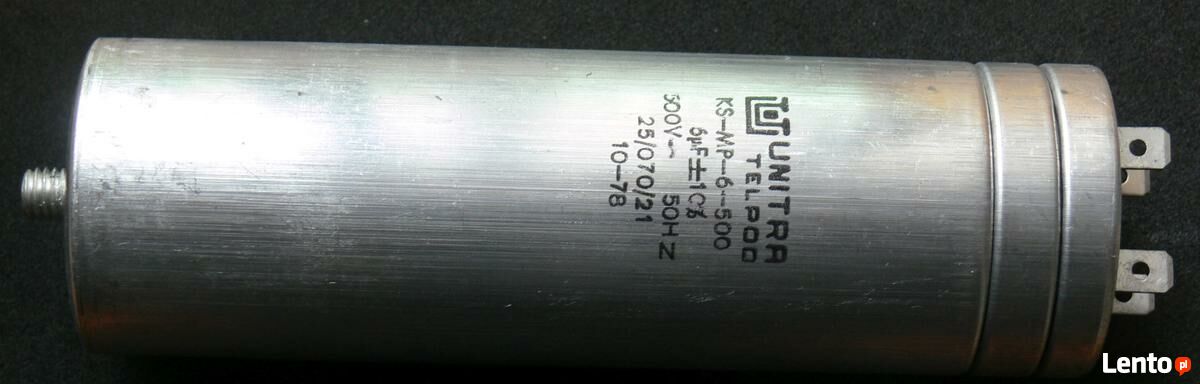 UNITRA
TELPOD
KS-MP-6-500
6µF±10%
500V~ 50HZ
25/070/21
10-78
Lento.pl